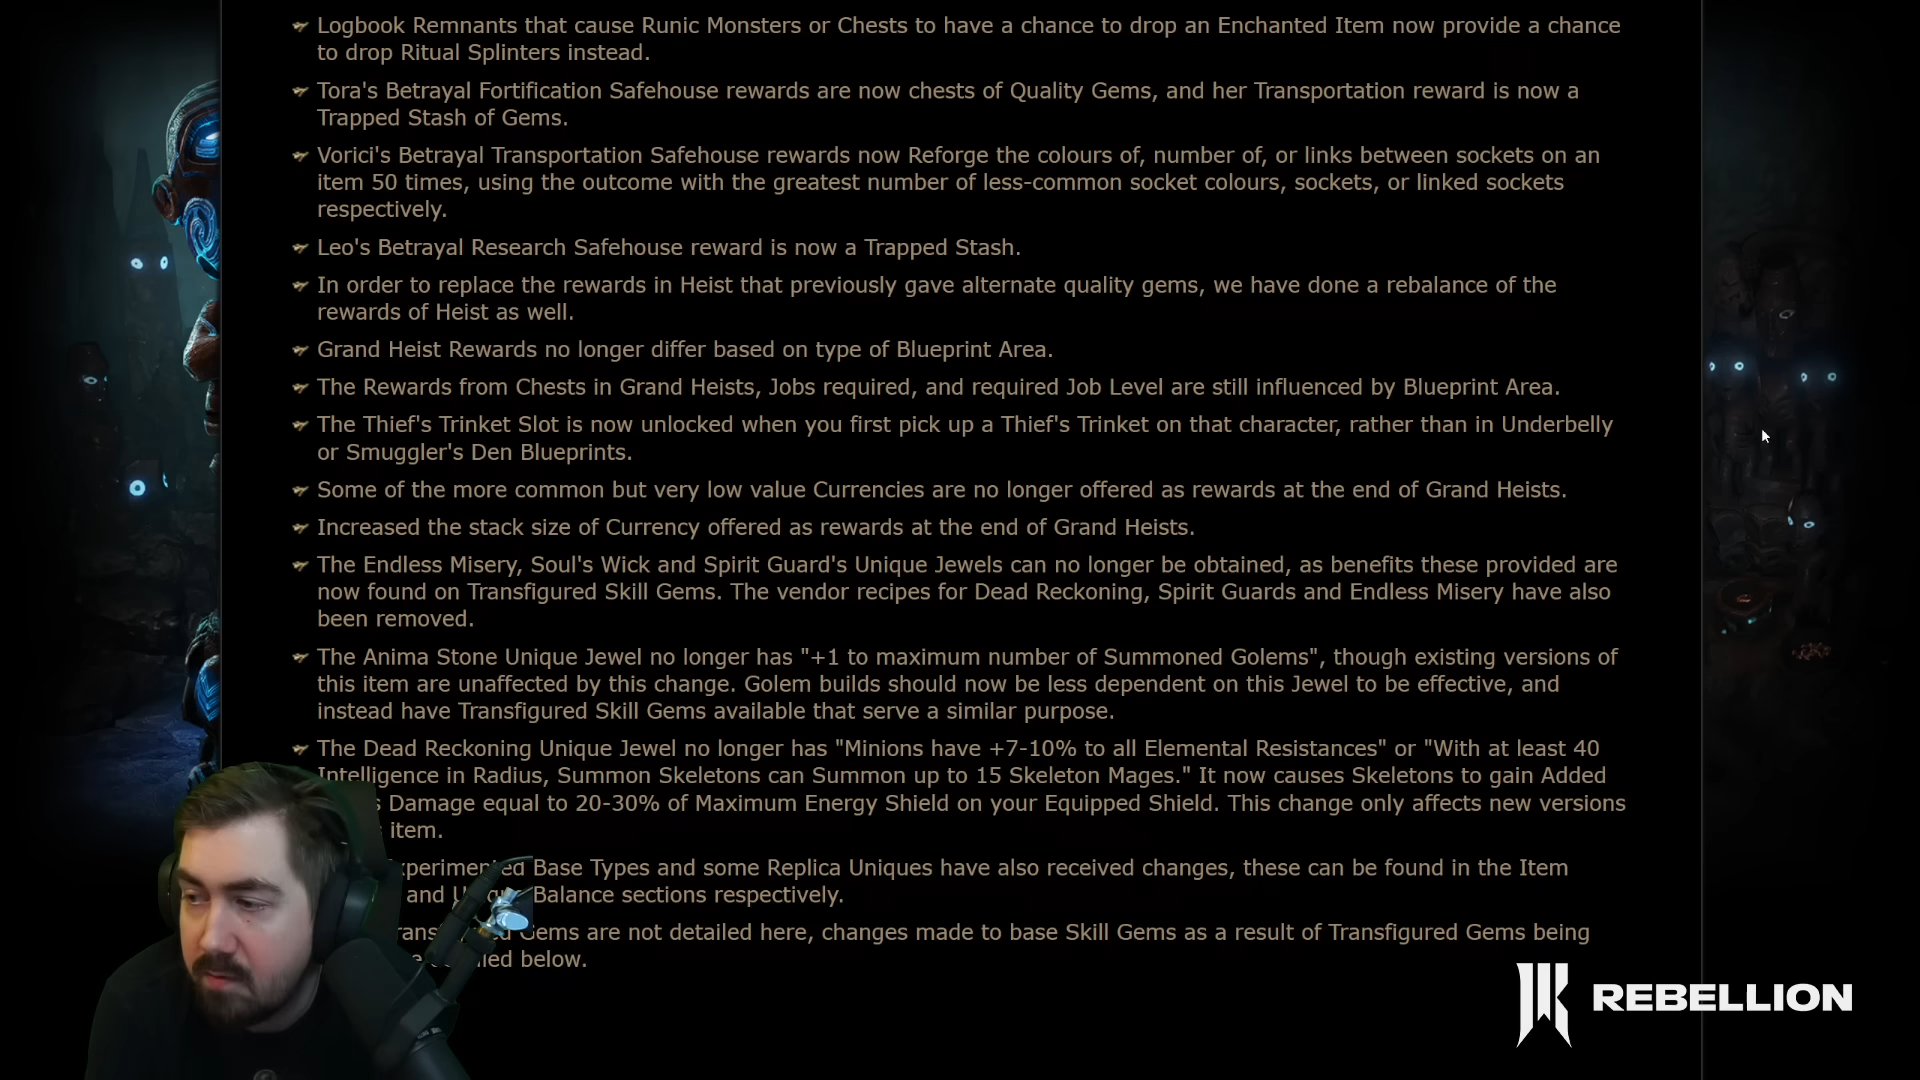 Logbook Remnants that cause Runic Monsters or Chests to have a chance to drop an Enchanted Item now provide a chance
to drop Ritual Splinters instead.
Tora's Betrayal Fortification Safehouse rewards are now chests of Quality Gems, and her Transportation reward is now a
Trapped Stash of Gems.
Vorici's Betrayal Transportation Safehouse rewards now Reforge the colours of, number of, or links between sockets on an
item 50 times, using the outcome with the greatest number of less-common socket colours, sockets, or linked sockets
respectively.
Leo's Betrayal Research Safehouse reward is now a Trapped Stash.
In order to replace the rewards in Heist that previously gave alternate quality gems, we have done a rebalance of the
rewards of Heist as well.
Grand Heist Rewards no longer differ based on type of Blueprint Area.
The Rewards from Chests in Grand Heists, Jobs required, and required Job Level are still influenced by Blueprint Area.
The Thief's Trinket Slot is now unlocked when you first pick up a Thief's Trinket on that character, rather than in Underbelly
or Smuggler's Den Blueprints.
Some of the more common but very low value Currencies are no longer offered as rewards at the end of Grand Heists.
Increased the stack size of Currency offered as rewards at the end of Grand Heists.
The Endless Misery, Soul's Wick and Spirit Guard's Unique Jewels can no longer be obtained, as benefits these provided are
now found on Transfigured Skill Gems. The vendor recipes for Dead Reckoning, Spirit Guards and Endless Misery have also
been removed.
The Anima Stone Unique Jewel no longer has "+1 to maximum number of Summoned Golems", though existing versions of
this item are unaffected by this change. Golem builds should now be less dependent on this Jewel to be effective, and
instead have Transfigured Skill Gems available that serve a similar purpose.
The Dead Reckoning Unique Jewel no longer has "Minions have +7-10% to all Elemental Resistances" or "With at least 40
Intelligence in Radius, Summon Skeletons can Summon up to 15 Skeleton Mages." It now causes Skeletons to gain Added
Damage equal to 20-30% of Maximum Energy Shield on your Equipped Shield. This change only affects new versions
item.
Base Types and some Replica Uniques have also received changes, these can be found in the Item
and Balance sections respectively.
Gems are not detailed here, changes made to base Skill Gems as a result of Transfigured Gems being
below.
REBELLION